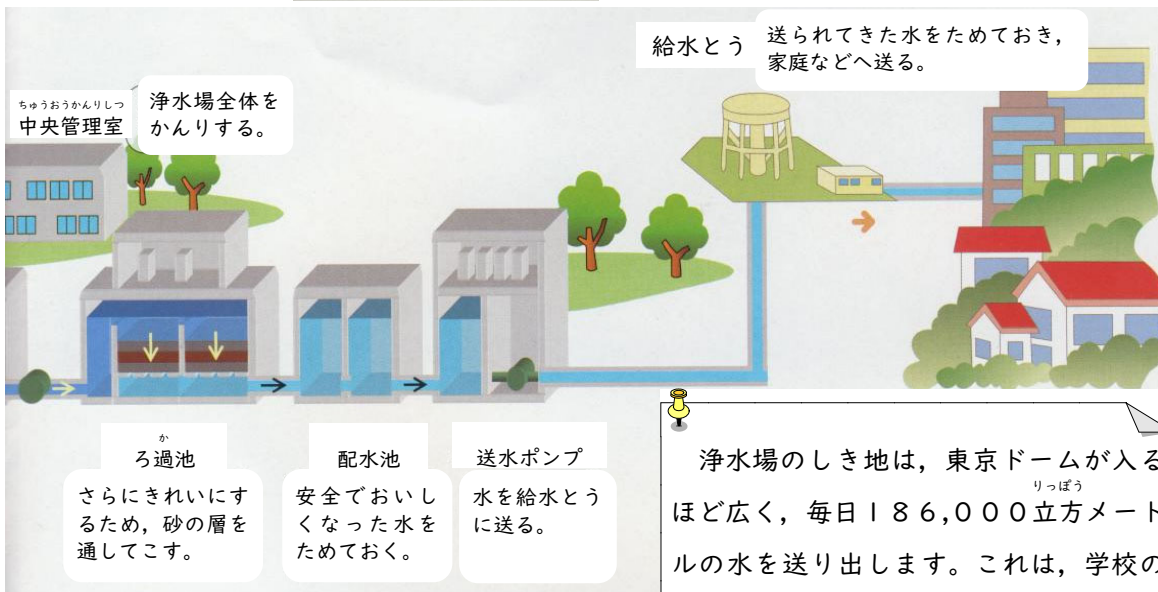 給水とう
送られてきた水をためておき,
家庭などへ送る。
ちゅうおうかんりしつ
中央管理室
浄水場全体を
かんりする。
か
ろ過池
さらにきれいにす
るため,砂の層を
通してこす。
配水池
安全でおいし
くなった水を
ためておく。
送水ポンプ
水を給水とう
に送る。
浄水場のしき地は,東京ドームが入る
りっぽう
ほど広く,毎日186,000立方メート
ルの水を送り出します。これは,学校の